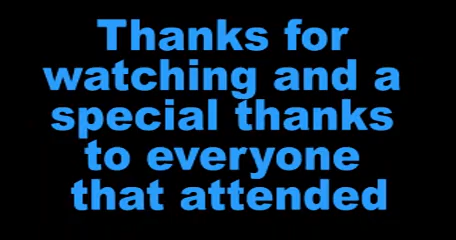 Thanks for
watching and a
special thanks
to everyone
that attended